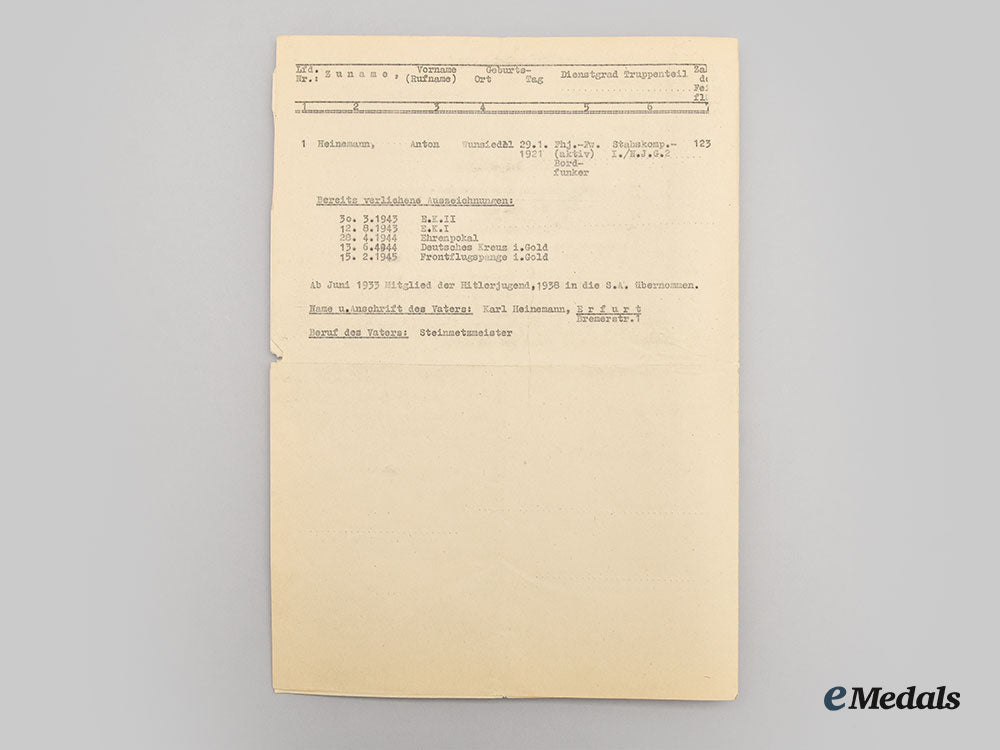 Lfd. Z u n a m e , Vorname Geburts- Dienstgrad Truppenteil
Nr.: (Rufname) Ort Tag
1 2 3 4 5 6 7
1 Heinemann, Anton Wunsiedel 29.1. Fhj.-Fw. Stabskomp.- 123
1921 (aktiv) I./N.J.G.2
Bord-
funker
Bereits verliehene Auszeichnungen:
30. 3.1943 E.K.II
12. 8.1943 E.K.I
28. 4.1944 Ehrenpokal
13. 6.4944 Deutsches Kreuz i.Gold
15. 2.1945 Frontflugspange i.Gold
Ab Juni 1933 Mitglied der Hitlerjugend,1938 in die S.A. übernommen.
Name u.Anschrift des Vaters: Karl Heinemann, E r f u r t
Bremerstr.1
Beruf des Vaters: Steinmetzmeister
eMedals